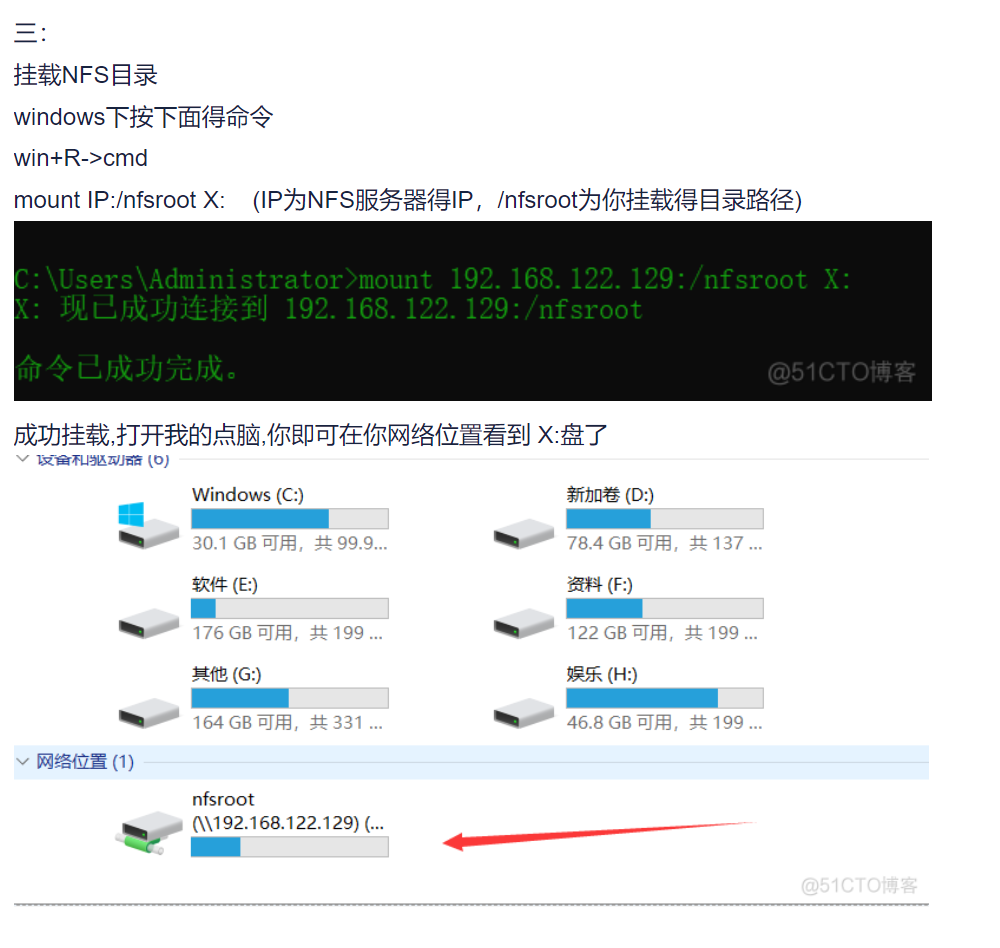 三：
挂载NFS目录
windows下按下面得命令
win+R->cmd
mount IP:/nfsroot X: (IP为NFS服务器得IP，/nfsroot为你挂载得目录路径)
C:\Users\Administrator>mount 192.168.122.129:/nfsroot X:
X: 现已成功连接到 192.168.122.129:/nfsroot
命令已成功完成。
@51CTO博客
成功挂载,打开我的点脑,你即可在你网络位置看到 X:盘了
设备和驱动器 (6)
Windows (C:)
30.1 GB 可用，共 99.9...
新加卷 (D:)
78.4 GB 可用，共 137 ...
软件 (E:)
176 GB 可用，共 199 ...
资料 (F:)
122 GB 可用，共 199 ...
其他 (G:)
164 GB 可用，共 331 ...
娱乐 (H:)
46.8 GB 可用，共 199 ...
网络位置 (1)
nfsroot
(\\192.168.122.129) (...
@51CTO博客